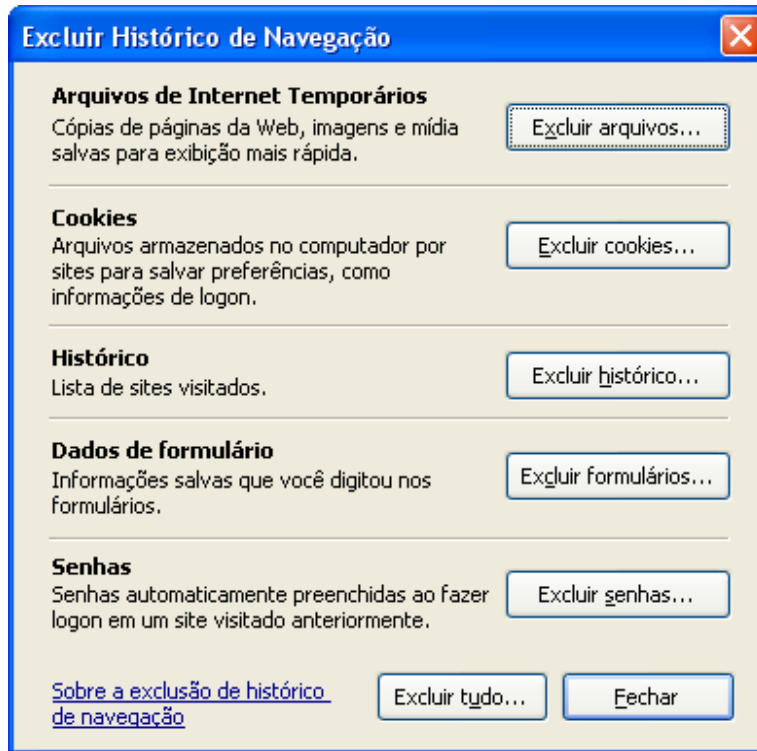 Excluir Histórico de Navegação
Arquivos de Internet Temporários
Cópias de páginas da Web, imagens e mídia
salvas para exibição mais rápida.
Excluir arquivos...
Cookies
Arquivos armazenados no computador por
sites para salvar preferências, como
informações de logon.
Excluir cookies...
Histórico
Lista de sites visitados.
Excluir histórico...
Dados de formulário
Informações salvas que você digitou nos
formulários.
Excluir formulários...
Senhas
Senhas automaticamente preenchidas ao fazer
logon em um site visitado anteriormente.
Excluir senhas...
Sobre a exclusão de histórico
de navegação
Excluir tudo...
Fechar